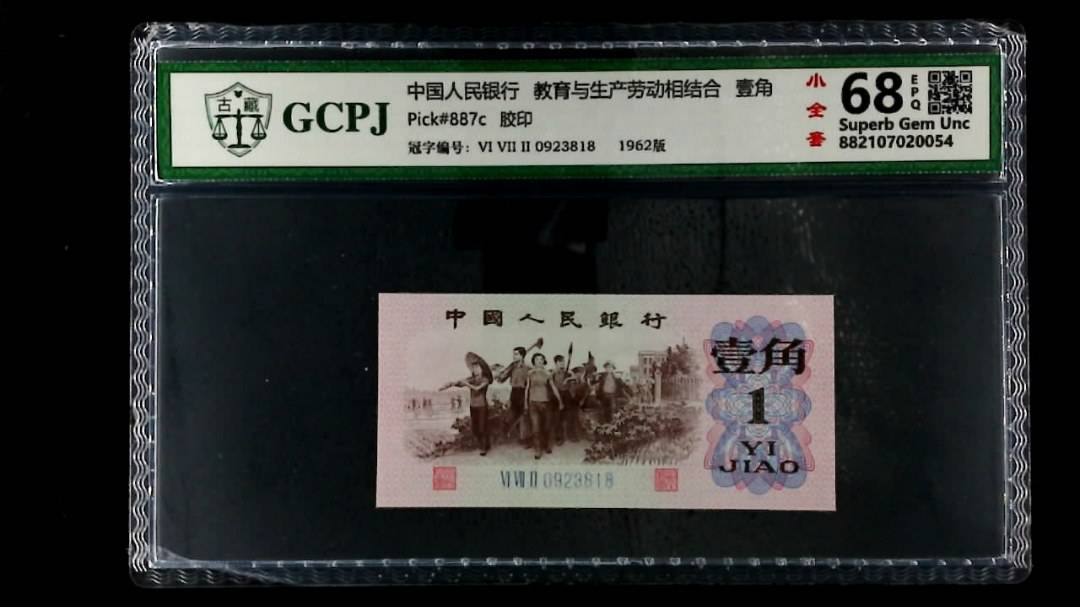 古 藏
GCPJ
中国人民银行 教育与生产劳动相结合 壹角
Pick#887c 胶印
冠字编号: VI VII II 0923818 1962版
小全套
68 EPQ
Superb Gem Unc
882107020054
中國人民銀行
壹角
1
YI
JIAO
VI VII II 0923818